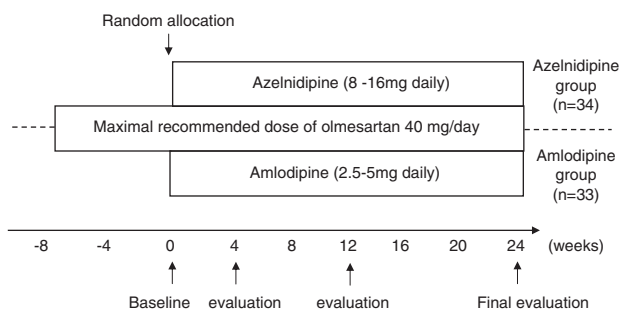 Random allocation
Azelnidipine (8 -16mg daily)
Azelnidipine
group
(n=34)
Maximal recommended dose of olmesartan 40 mg/day
Amlodipine (2.5-5mg daily)
Amlodipine
group
(n=33)
-8 -4 0 4 8 12 16 20 24 (weeks)
Baseline evaluation evaluation Final evaluation